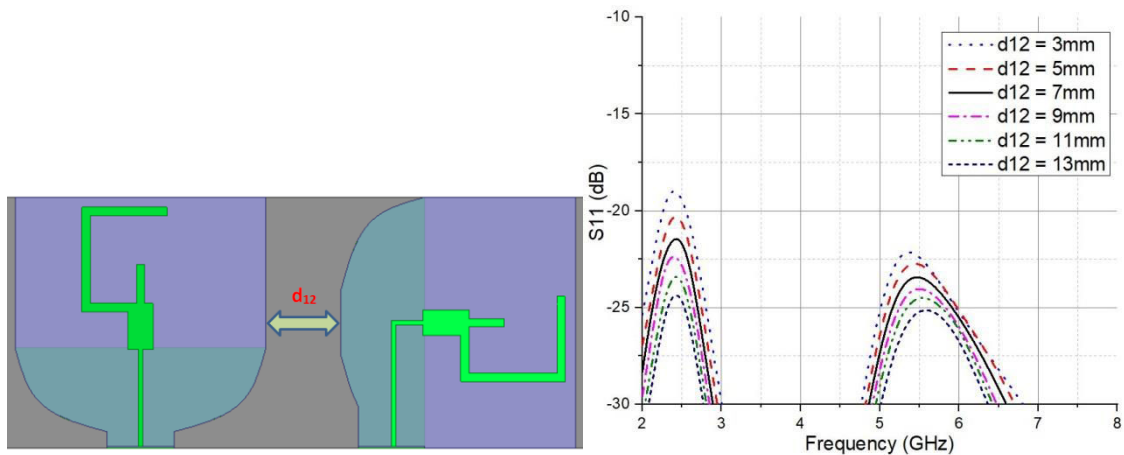 d12
-10
-15
-20
-25
-30
S11 (dB)
d12 = 3mm
d12 = 5mm
d12 = 7mm
d12 = 9mm
d12 = 11mm
d12 = 13mm
2 3 4 5 6 7 8
Frequency (GHz)